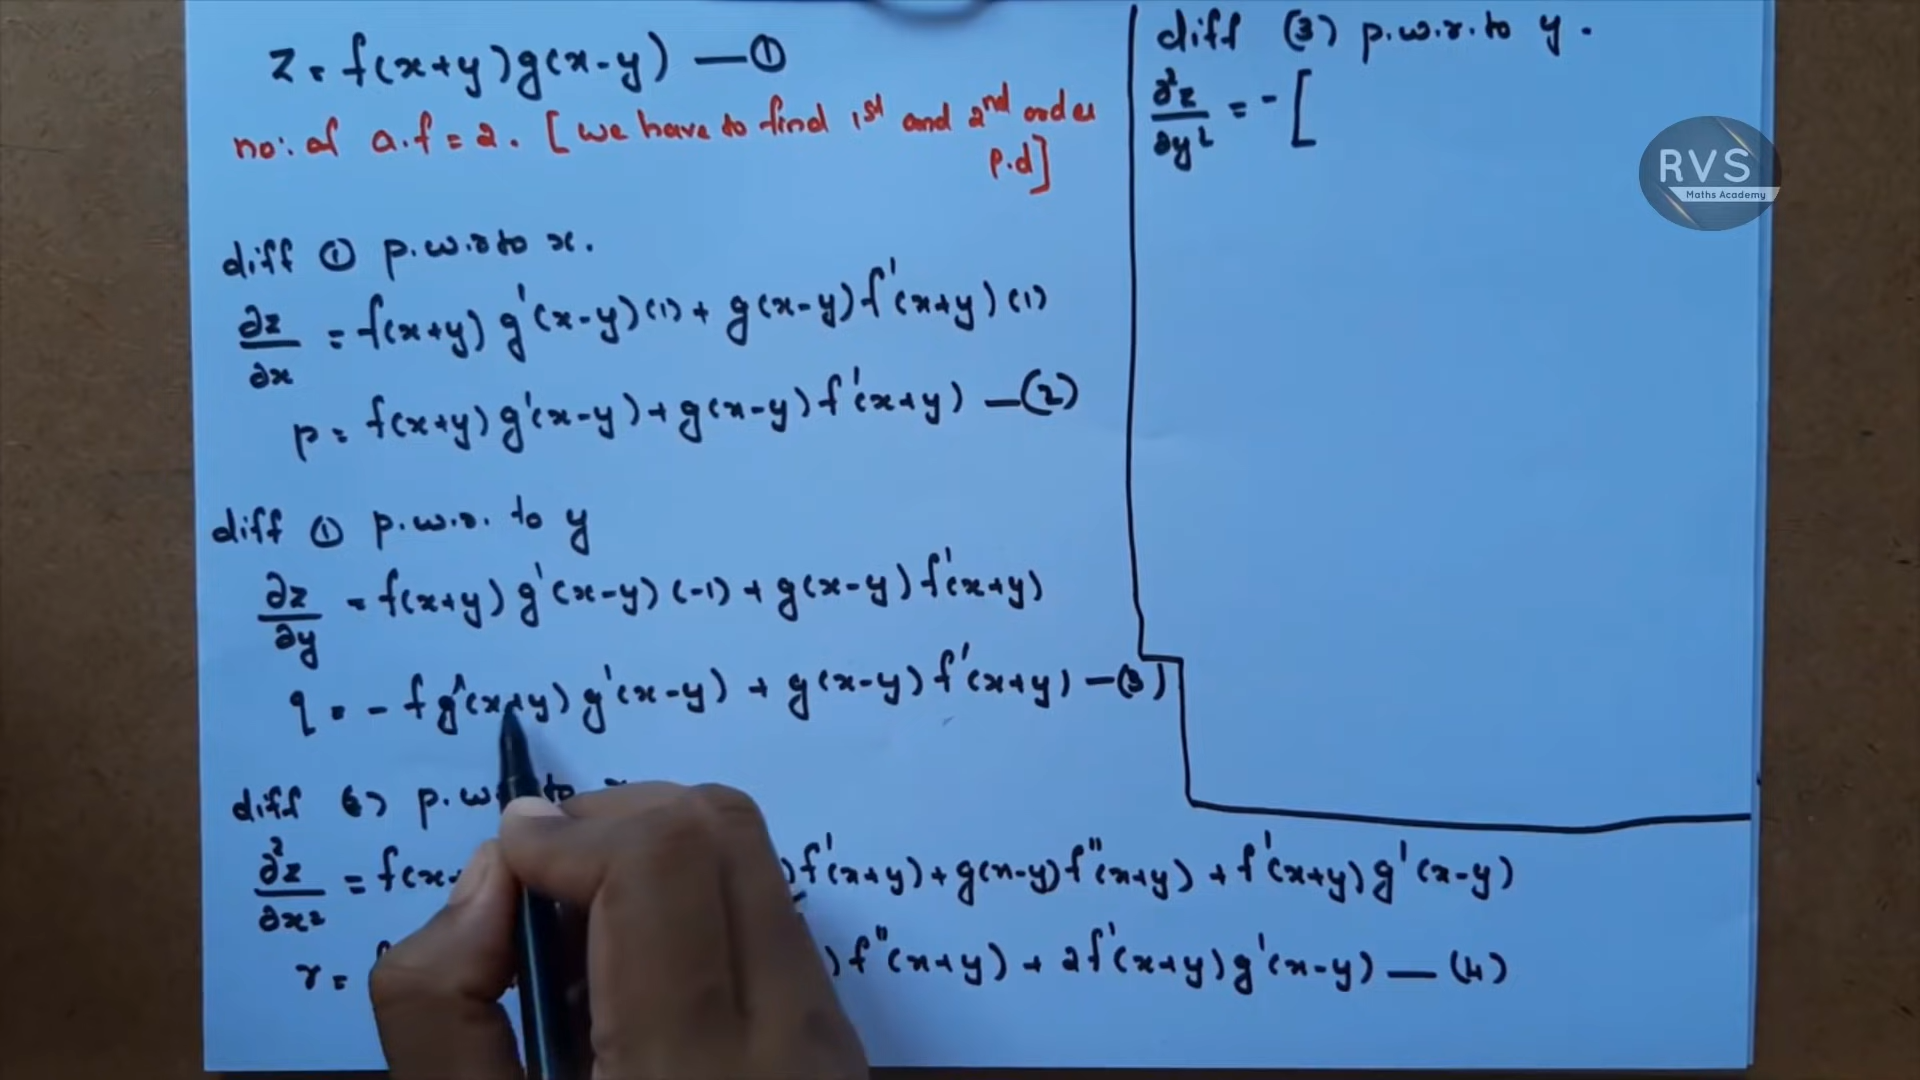 z = f(x+y)g(x-y) —①
no: of a.f = 2. [we have to find 1st and 2nd order
p.d]
diff ① p.w.r to x.
∂z/∂x = f(x+y) g'(x-y)(1) + g(x-y)f'(x+y)(1)
p = f(x+y)g'(x-y)+g(x-y)f'(x+y) —(2)
diff ① p.w.r. to y
∂z/∂y = f(x+y)g'(x-y)(-1)+g(x-y)f'(x+y)
q = -f(x+y)g'(x-y) + g(x-y)f'(x+y) —(3)
diff p.w to
∂²z/∂x² = f(x )f'(x+y)+g(x-y)f''(x+y)+f'(x+y)g'(x-y)
r = )f''(x+y)+2f'(x+y)g'(x-y) —(4)
diff (3) p.w.r.to y.
∂²z/∂y² = -[
RVS
Maths Academy